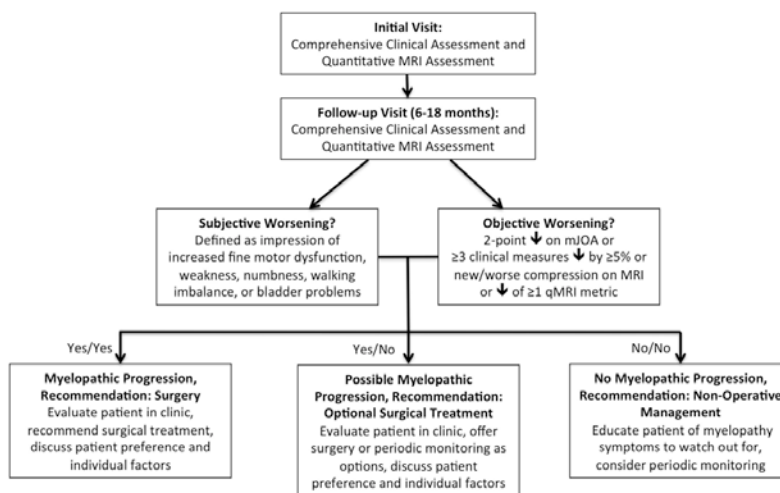 Initial Visit:
Comprehensive Clinical Assessment and
Quantitative MRI Assessment
Follow-up Visit (6-18 months):
Comprehensive Clinical Assessment and
Quantitative MRI Assessment
Subjective Worsening?
Defined as impression of
increased fine motor dysfunction,
weakness, numbness, walking
imbalance, or bladder problems
Objective Worsening?
2-point ↓ on mJOA or
≥3 clinical measures ↓ by ≥5% or
new/worse compression on MRI
or ↓ of ≥1 qMRI metric
Yes/Yes
Myelopathic Progression,
Recommendation: Surgery
Evaluate patient in clinic,
recommend surgical treatment,
discuss patient preference and
individual factors
Yes/No
Possible Myelopathic
Progression, Recommendation:
Optional Surgical Treatment
Evaluate patient in clinic, offer
surgery or periodic monitoring as
options, discuss patient
preference and individual factors
No/No
No Myelopathic Progression,
Recommendation: Non-Operative
Management
Educate patient of myelopathy
symptoms to watch out for,
consider periodic monitoring